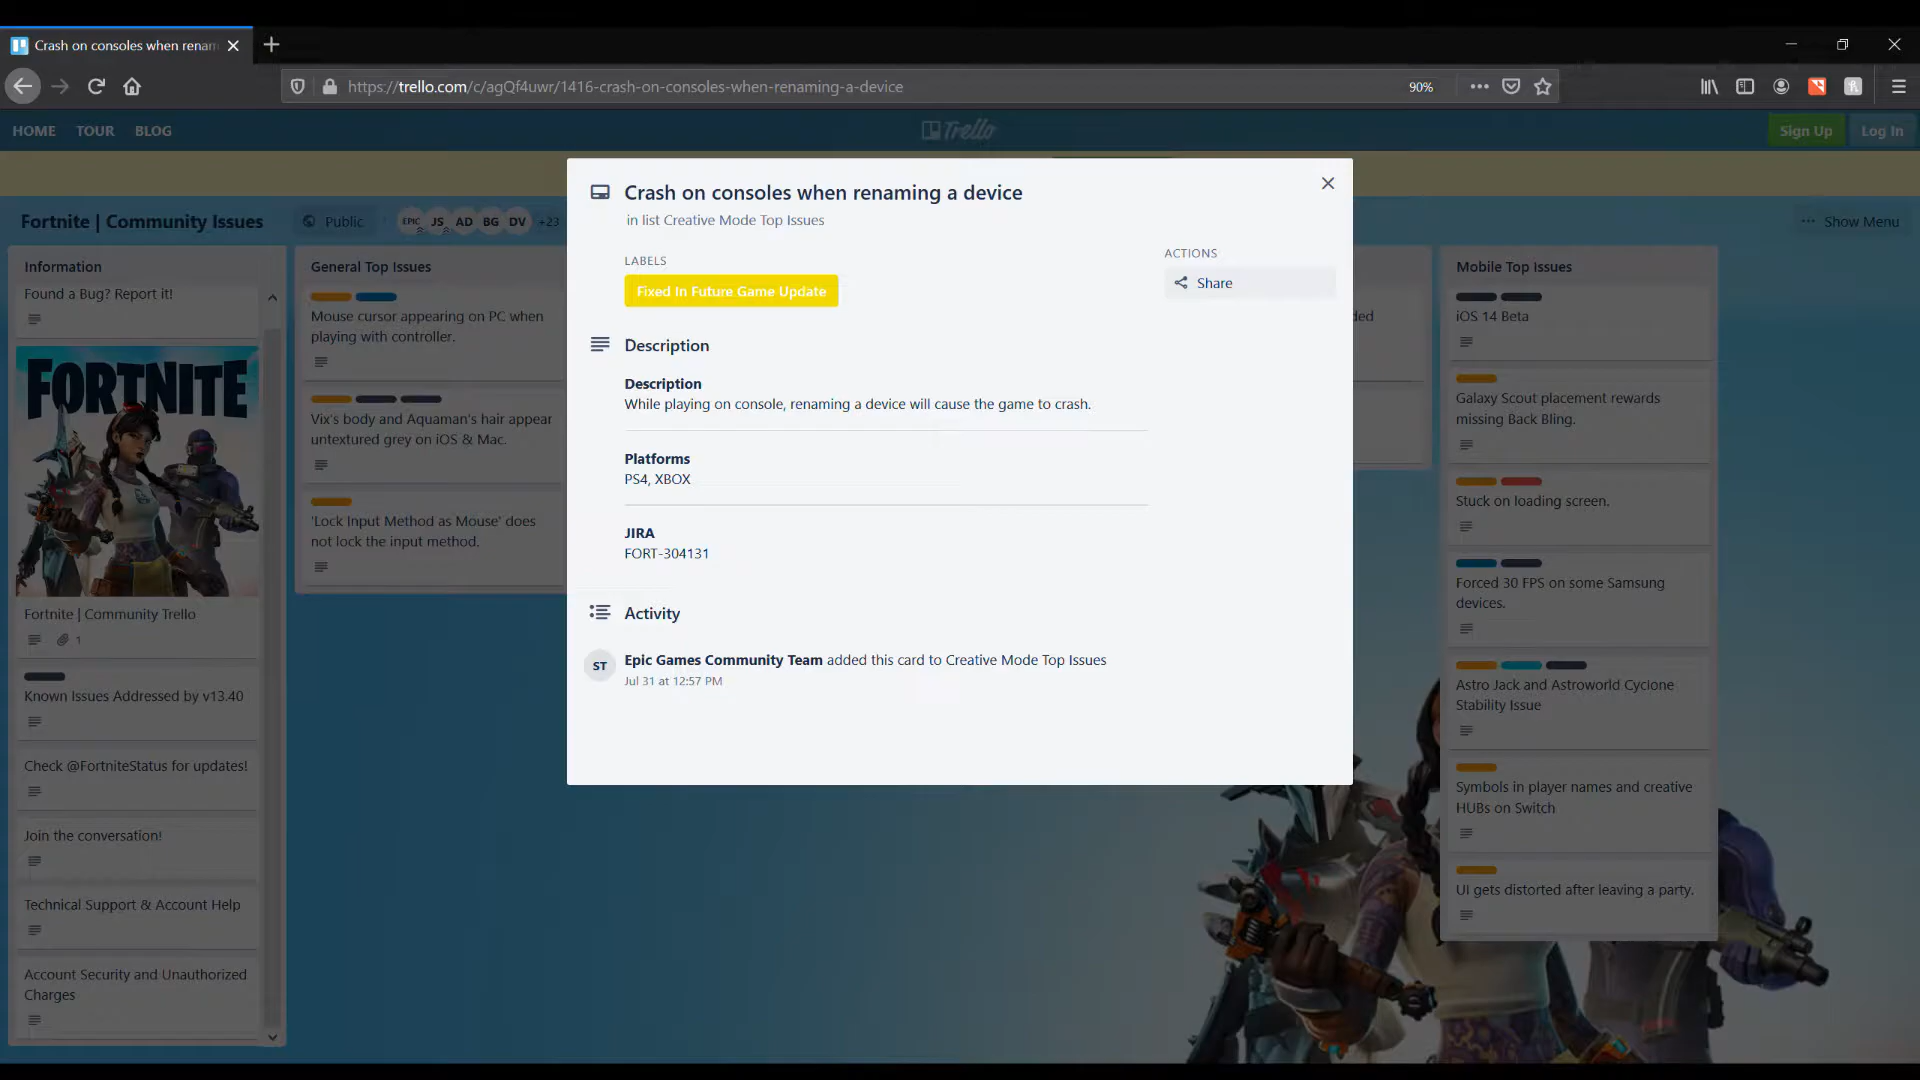 Crash on consoles when renam
https://trello.com/c/agQf4uwr/1416-crash-on-consoles-when-renaming-a-device
90%
HOME
TOUR
BLOG
Trello
Sign Up
Log In
Fortnite | Community Issues
Public
EPIC
JS
AD
BG
DV
+23
Show Menu
Information
Found a Bug? Report it!
FORTNITE
Fortnite | Community Trello
1
Known Issues Addressed by v13.40
Check @FortniteStatus for updates!
Join the conversation!
Technical Support & Account Help
Account Security and Unauthorized
Charges
General Top Issues
Mouse cursor appearing on PC when
playing with controller.
Vix's body and Aquaman's hair appear
untextured grey on iOS & Mac.
'Lock Input Method as Mouse' does
not lock the input method.
Crash on consoles when renaming a device
in list Creative Mode Top Issues
LABELS
Fixed In Future Game Update
ACTIONS
Share
Description
Description
While playing on console, renaming a device will cause the game to crash.
Platforms
PS4, XBOX
JIRA
FORT-304131
Activity
ST
Epic Games Community Team added this card to Creative Mode Top Issues
Jul 31 at 12:57 PM
Mobile Top Issues
iOS 14 Beta
Galaxy Scout placement rewards
missing Back Bling.
Stuck on loading screen.
Forced 30 FPS on some Samsung
devices.
Astro Jack and Astroworld Cyclone
Stability Issue
Symbols in player names and creative
HUBs on Switch
UI gets distorted after leaving a party.